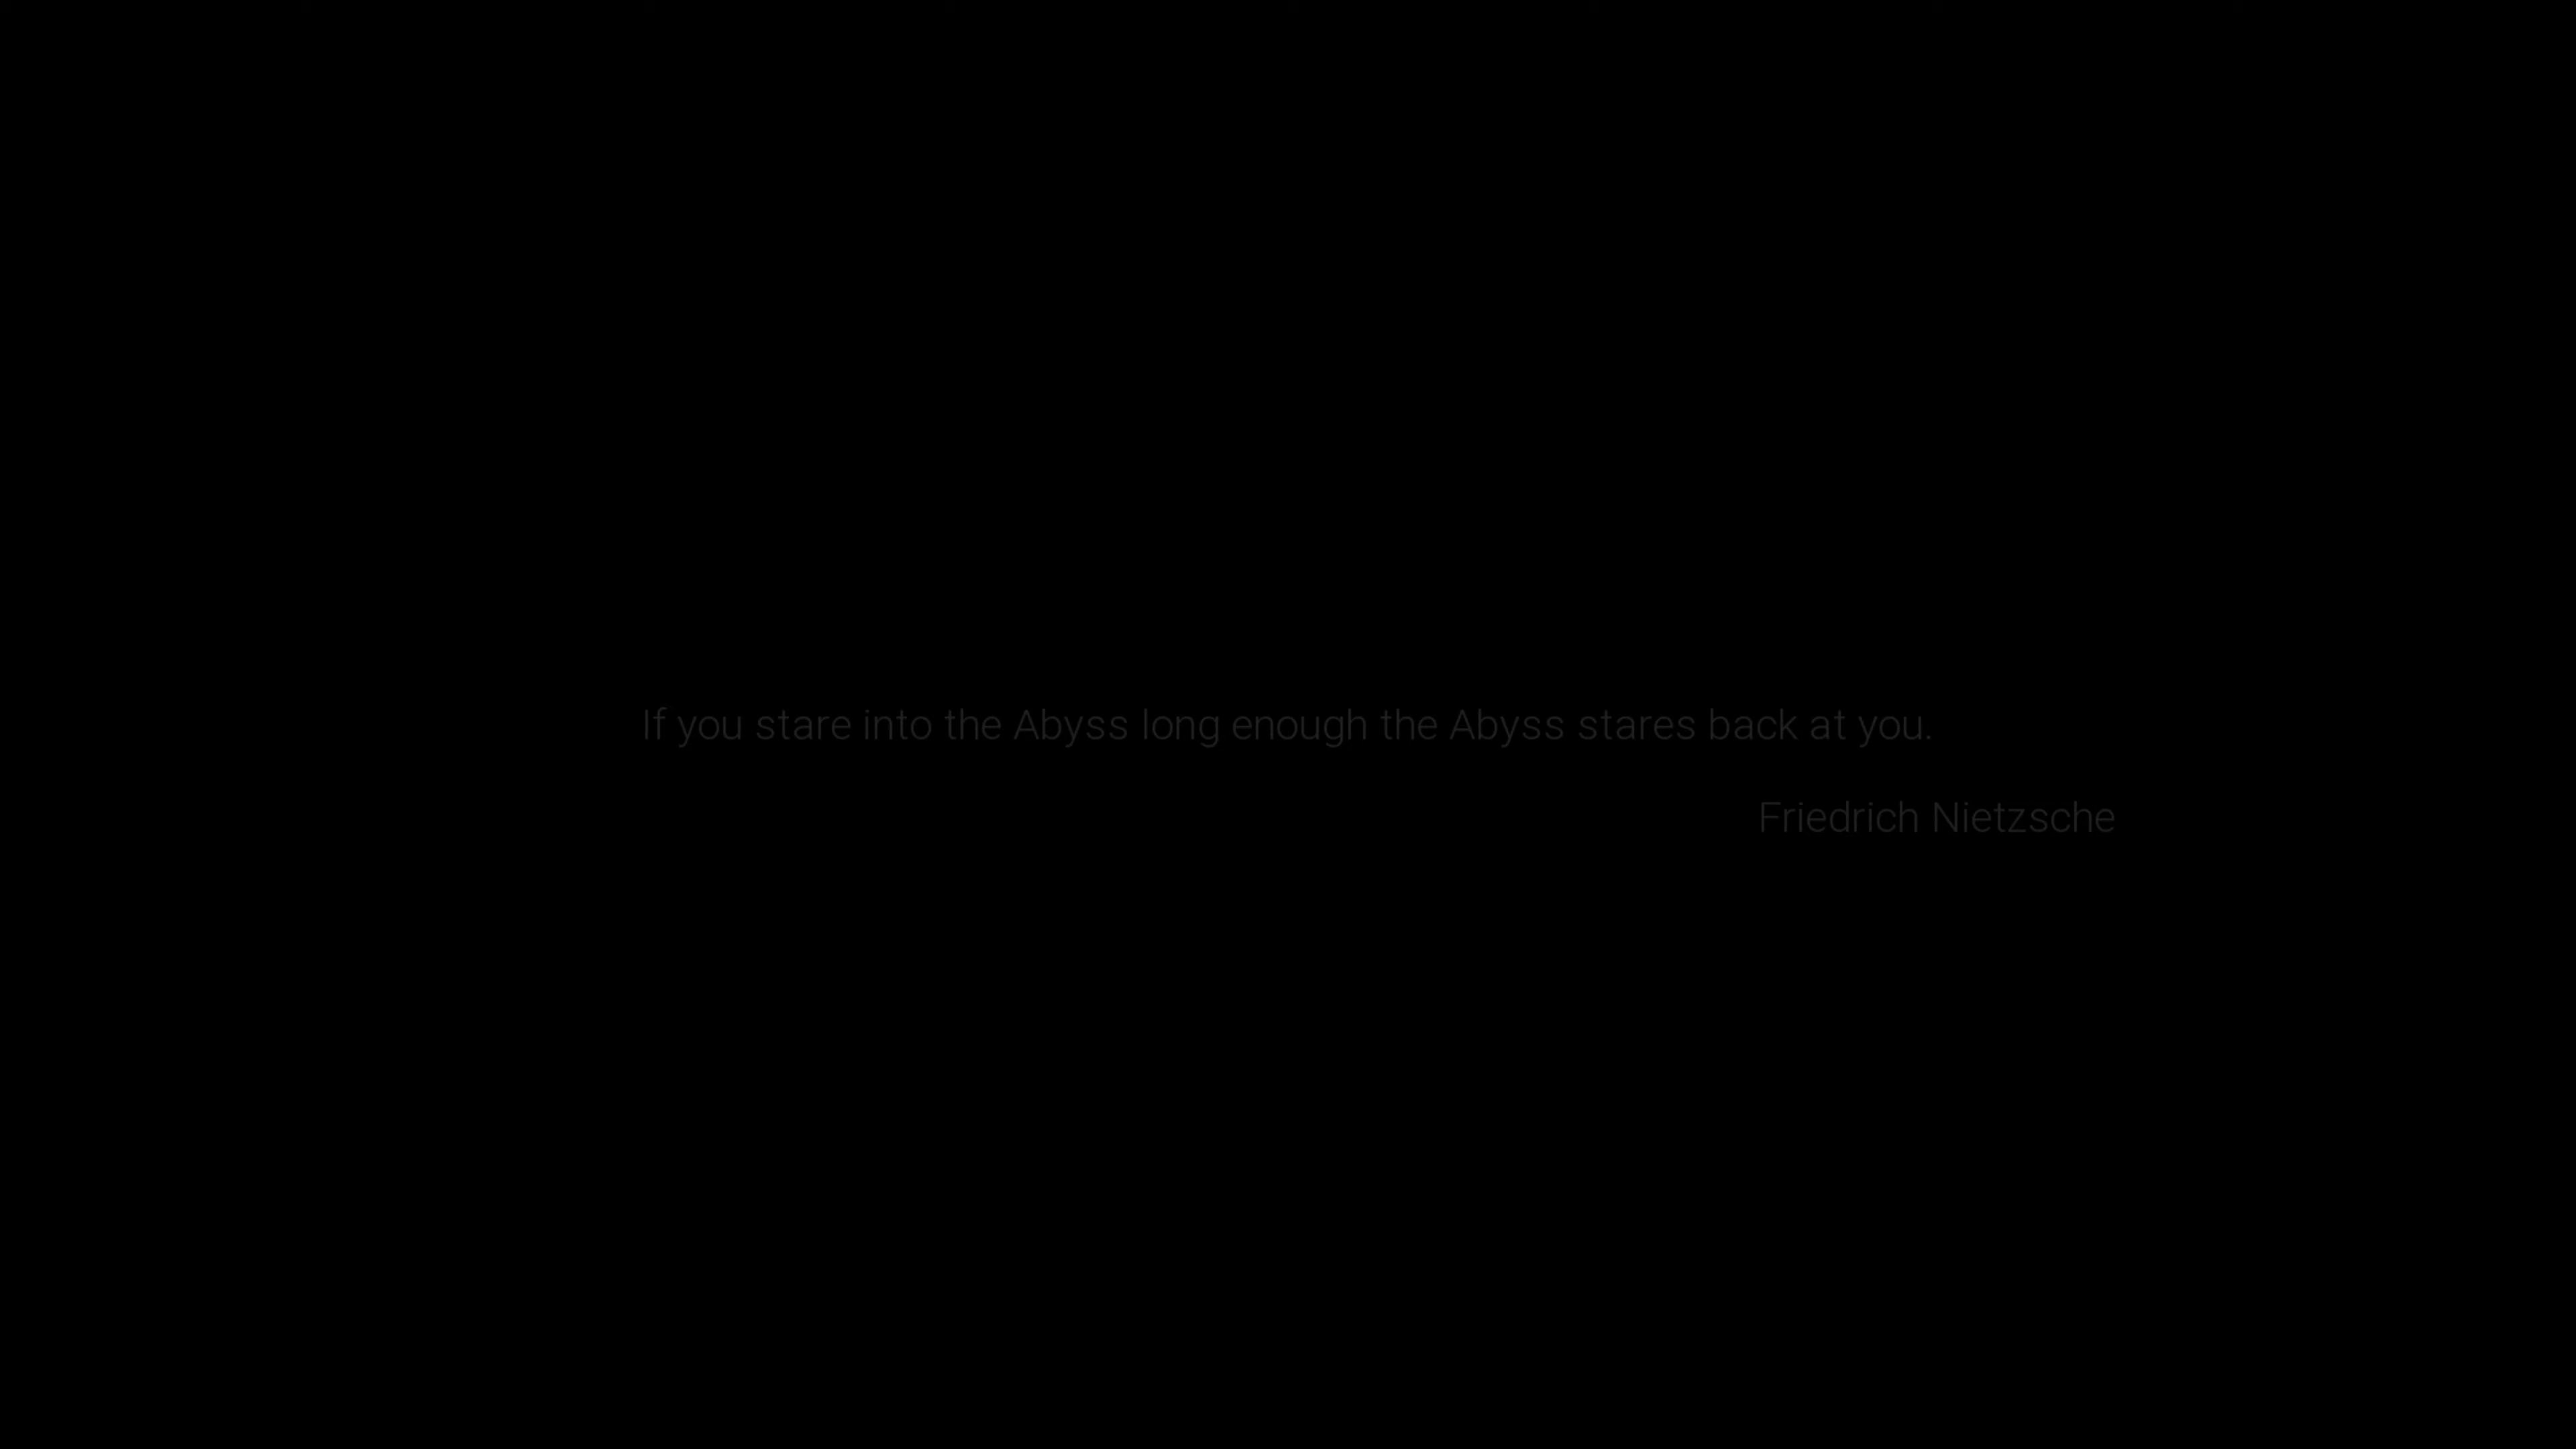 If you stare into the Abyss long enough the Abyss stares back at you.
Friedrich Nietzsche